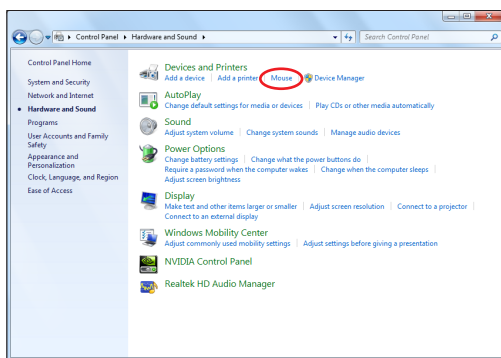 Control Panel ▸ Hardware and Sound ▸
Search Control Panel
Control Panel Home
System and Security
Network and Internet
Hardware and Sound
Programs
User Accounts and Family
Safety
Appearance and
Personalization
Clock, Language, and Region
Ease of Access
Devices and Printers
Add a device | Add a printer | Mouse | Device Manager
AutoPlay
Change default settings for media or devices | Play CDs or other media automatically
Sound
Adjust system volume | Change system sounds | Manage audio devices
Power Options
Change battery settings | Change what the power buttons do |
Require a password when the computer wakes | Change when the computer sleeps |
Adjust screen brightness
Display
Make text and other items larger or smaller | Adjust screen resolution | Connect to a projector |
Connect to an external display
Windows Mobility Center
Adjust commonly used mobility settings | Adjust settings before giving a presentation
NVIDIA Control Panel
Realtek HD Audio Manager